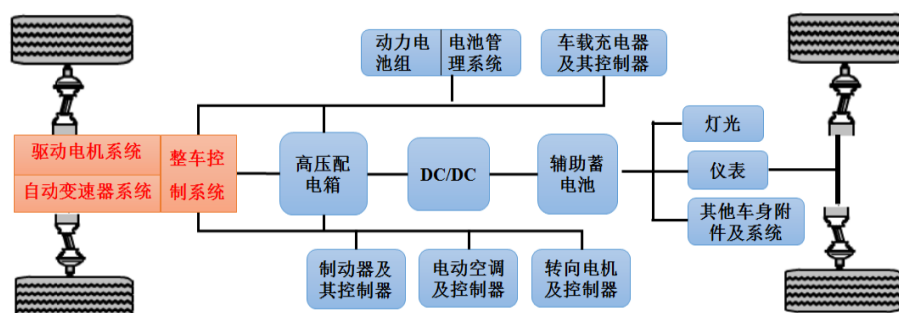 动力电
池组
电池管
理系统
车载充电器
及其控制器
驱动电机系统
自动变速器系统
整车控
制系统
高压配
电箱
DC/DC
辅助蓄
电池
灯光
仪表
其他车身附
件及系统
制动器及
其控制器
电动空调
及控制器
转向电机
及控制器